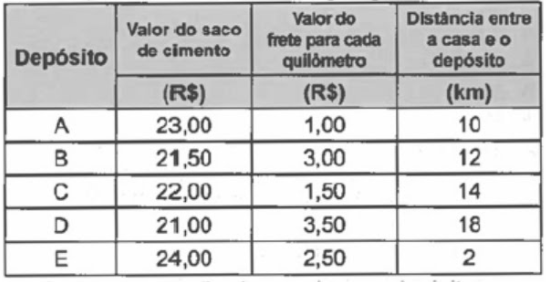 Depósito Valor do saco de cimento Valor do frete para cada quilômetro Distância entre a casa e o depósito
(R$) (R$) (km)
A 23,00 1,00 10
B 21,50 3,00 12
C 22,00 1,50 14
D 21,00 3,50 18
E 24,00 2,50 2